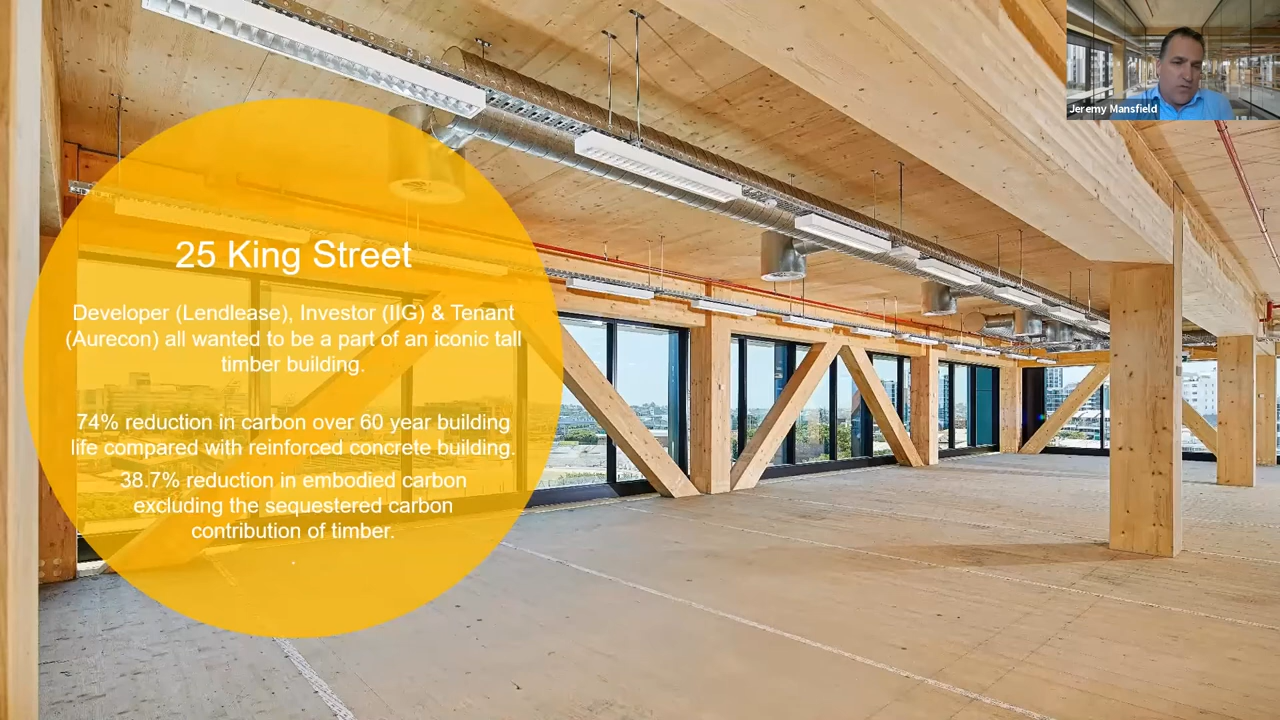 25 King Street
Developer (Lendlease), Investor (IIG) & Tenant
(Aurecon) all wanted to be a part of an iconic tall
timber building.
74% reduction in carbon over 60 year building
life compared with reinforced concrete building.
38.7% reduction in embodied carbon
excluding the sequestered carbon
contribution of timber.
.
Jeremy Mansfield